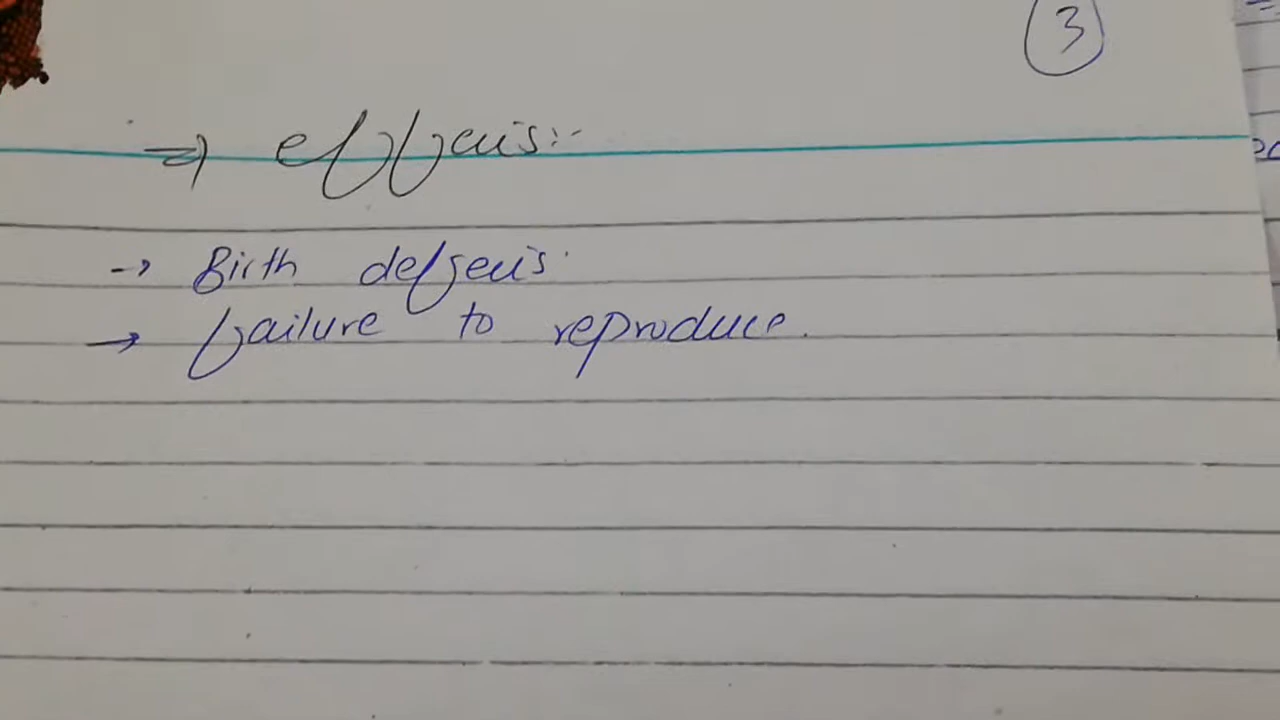 3
⇒ effects:-
→ Birth defects.
→ failure to reproduce.